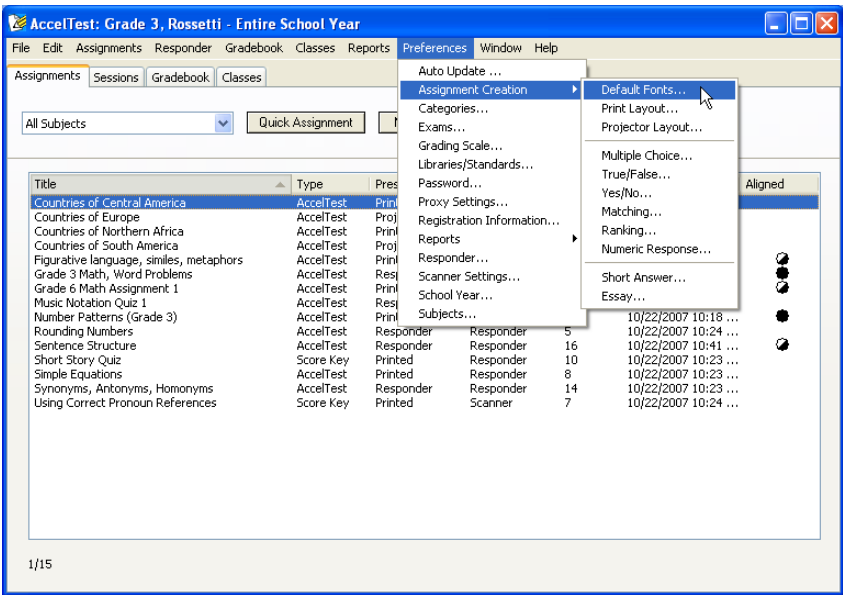 AccelTest: Grade 3, Rossetti - Entire School Year
File Edit Assignments Responder Gradebook Classes Reports Preferences Window Help
Assignments Sessions Gradebook Classes
All Subjects Quick Assignment
Auto Update ...
Assignment Creation
Categories...
Exams...
Grading Scale...
Libraries/Standards...
Password...
Proxy Settings...
Registration Information...
Reports
Responder...
Scanner Settings...
School Year...
Subjects...
Default Fonts...
Print Layout...
Projector Layout...
Multiple Choice...
True/False...
Yes/No...
Matching...
Ranking...
Numeric Response...
Short Answer...
Essay...
Title Type Pres Aligned
Countries of Central America AccelTest Print
Countries of Europe AccelTest Proj
Countries of Northern Africa AccelTest Print
Countries of South America AccelTest Proj
Figurative language, similes, metaphors AccelTest Print
Grade 3 Math, Word Problems AccelTest Resp
Grade 6 Math Assignment 1 AccelTest Print
Music Notation Quiz 1 AccelTest Resp
Number Patterns (Grade 3) AccelTest Print 10/22/2007 10:18 ...
Rounding Numbers AccelTest Responder Responder 5 10/22/2007 10:24 ...
Sentence Structure AccelTest Responder Responder 16 10/22/2007 10:41 ...
Short Story Quiz Score Key Printed Responder 10 10/22/2007 10:23 ...
Simple Equations AccelTest Printed Responder 8 10/22/2007 10:23 ...
Synonyms, Antonyms, Homonyms AccelTest Responder Responder 14 10/22/2007 10:23 ...
Using Correct Pronoun References Score Key Printed Scanner 7 10/22/2007 10:24 ...
1/15